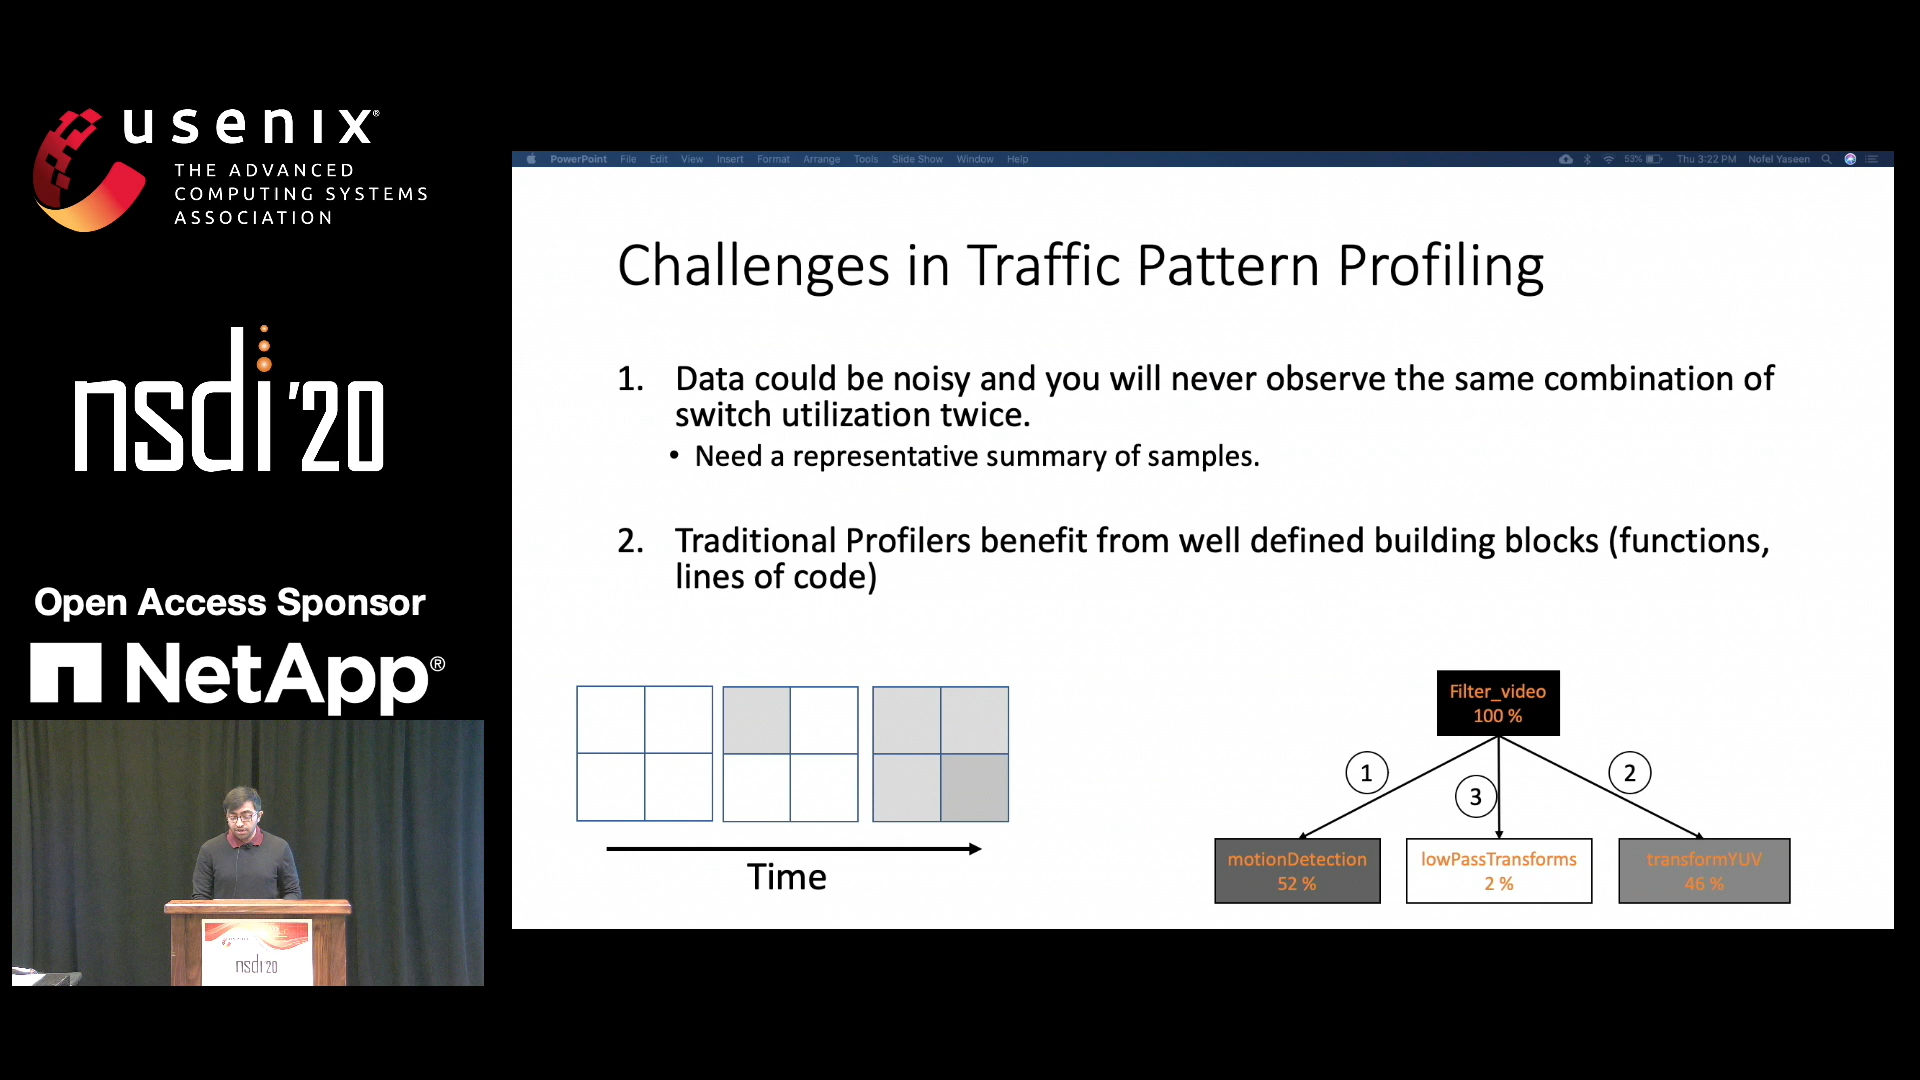 usenix®
THE ADVANCED
COMPUTING SYSTEMS
ASSOCIATION
nsdi '20
Open Access Sponsor
NetApp®
nsdi '20
PowerPoint File Edit View Insert Format Arrange Tools Slide Show Window Help
53% Thu 3:22 PM Nofel Yaseen
Challenges in Traffic Pattern Profiling
1. Data could be noisy and you will never observe the same combination of
switch utilization twice.
• Need a representative summary of samples.
2. Traditional Profilers benefit from well defined building blocks (functions,
lines of code)
Time
Filter_video
100 %
1
3
2
motionDetection
52 %
lowPassTransforms
2 %
transformYUV
46 %